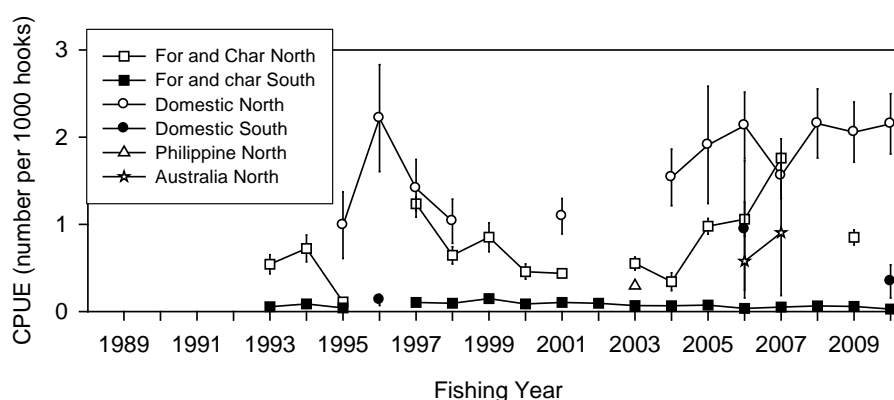 3
2
1
0
CPUE (number per 1000 hooks)
For and Char North
For and char South
Domestic North
Domestic South
Philippine North
Australia North
1989 1991 1993 1995 1997 1999 2001 2003 2005 2007 2009
Fishing Year